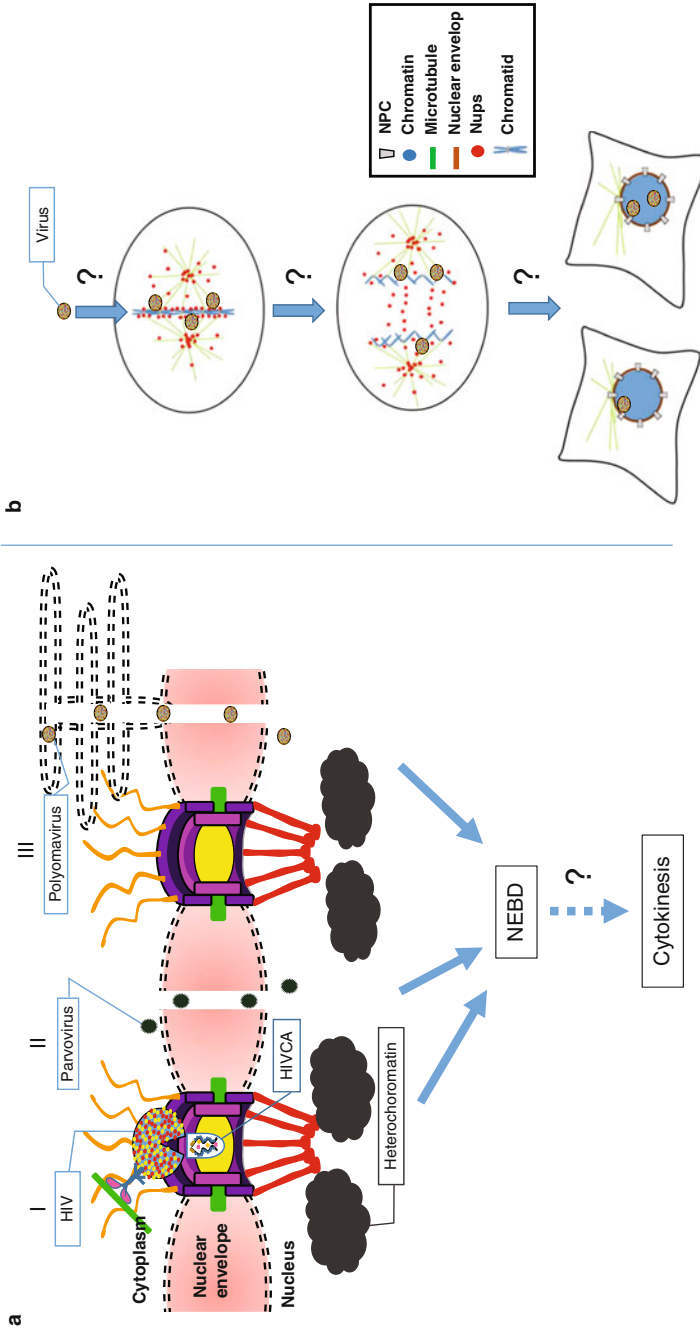 a
I
II
III
HIV
Parvovirus
Polyomavirus
Cytoplasm
Nuclear
envelope
Nucleus
HIVCA
Heterochoromatin
NEBD
?
Cytokinesis
b
Virus
?
?
?
NPC
Chromatin
Microtubule
Nuclear envelop
Nups
Chromatid